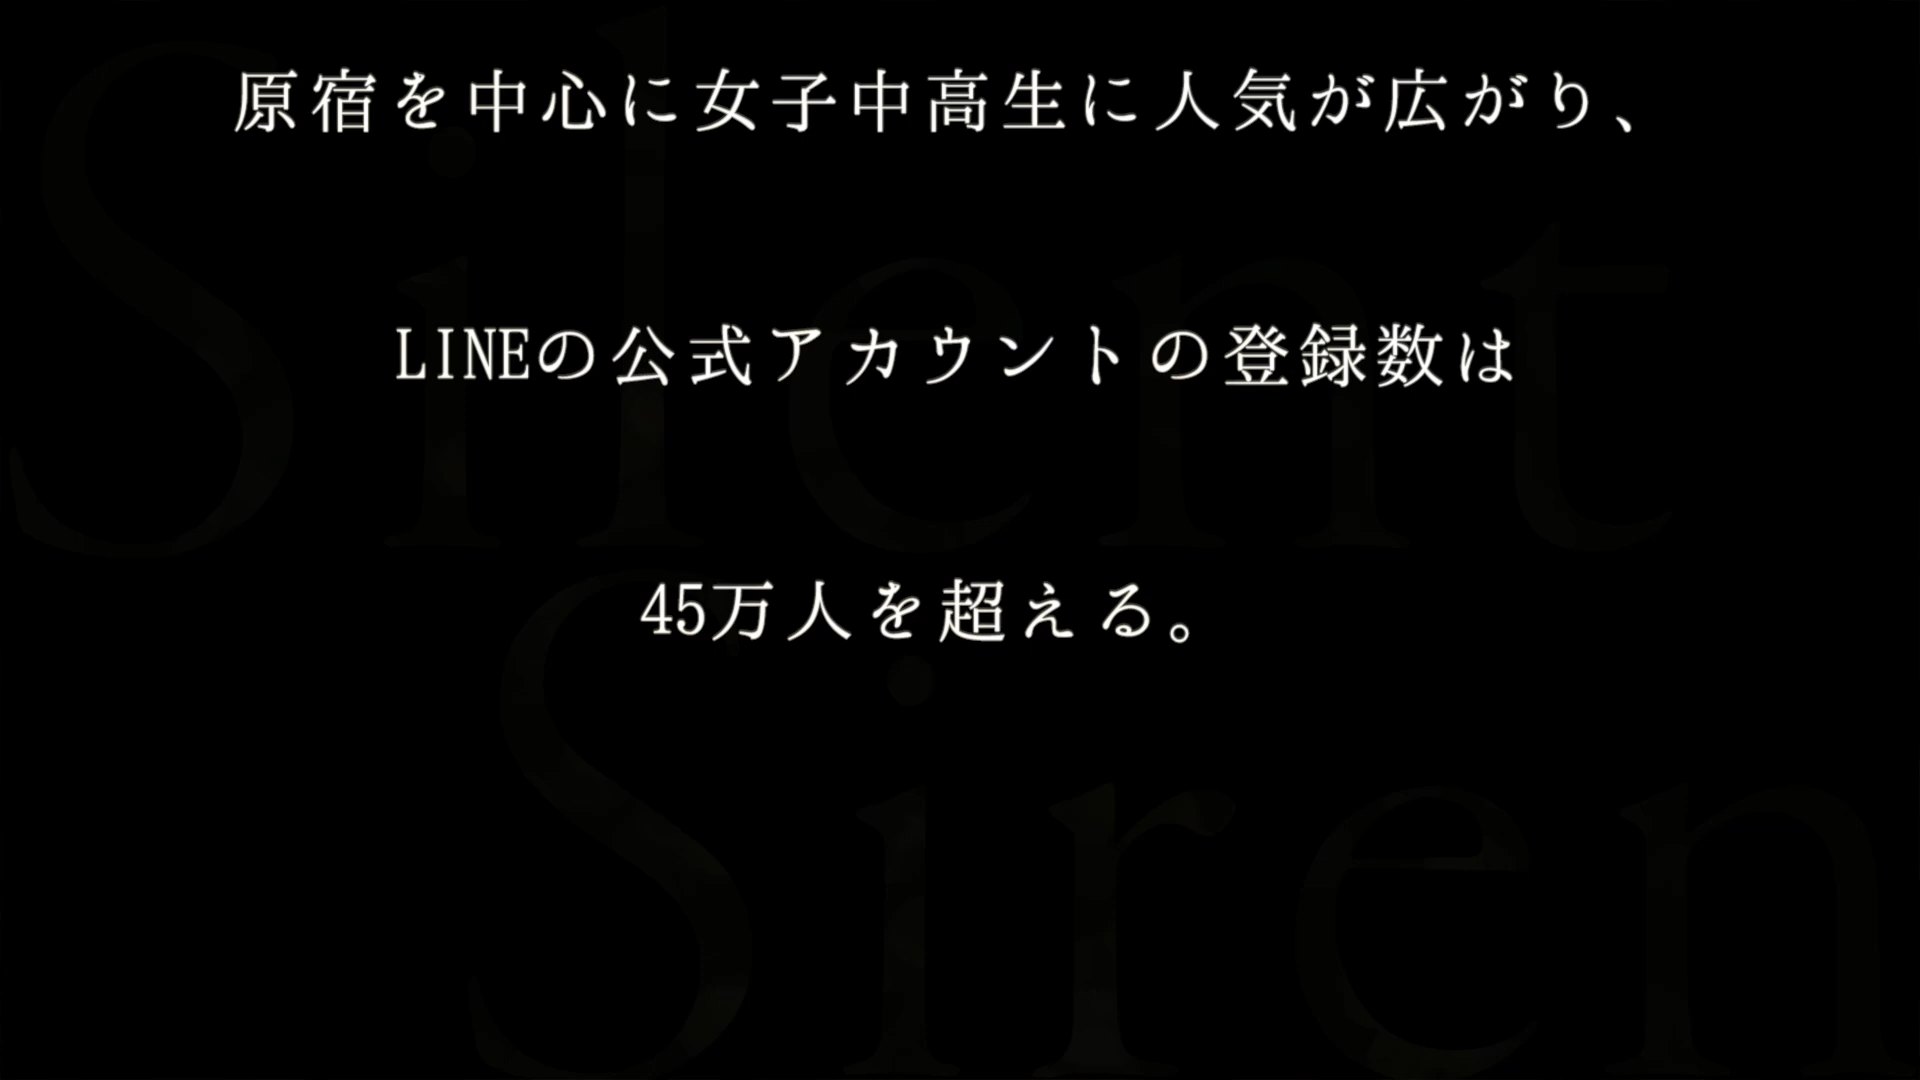 原宿を中心に女子中高生に人気が広がり、
LINEの公式アカウントの登録数は
45万人を超える。
Silent
Siren